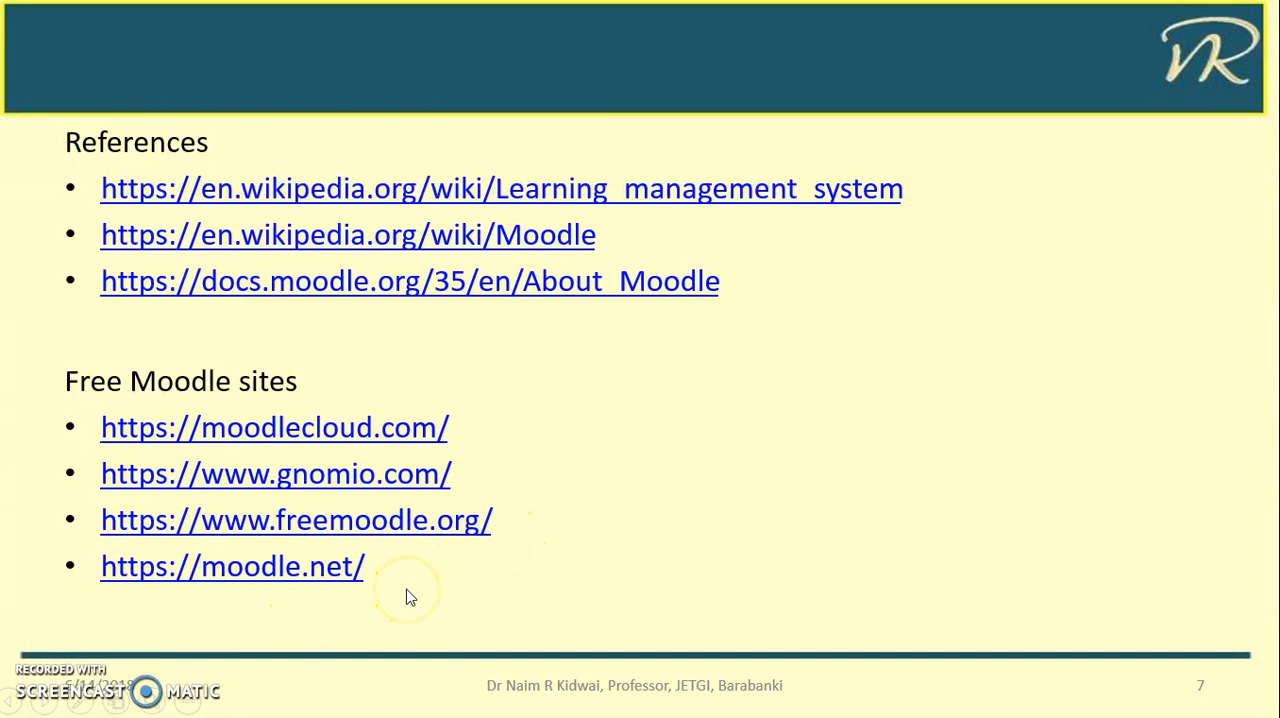 VR
References
• https://en.wikipedia.org/wiki/Learning_management_system
• https://en.wikipedia.org/wiki/Moodle
• https://docs.moodle.org/35/en/About_Moodle
Free Moodle sites
• https://moodlecloud.com/
• https://www.gnomio.com/
• https://www.freemoodle.org/
• https://moodle.net/
RECORDED WITH
SCREENCAST MATIC
Dr Naim R Kidwai, Professor, JETGI, Barabanki
7